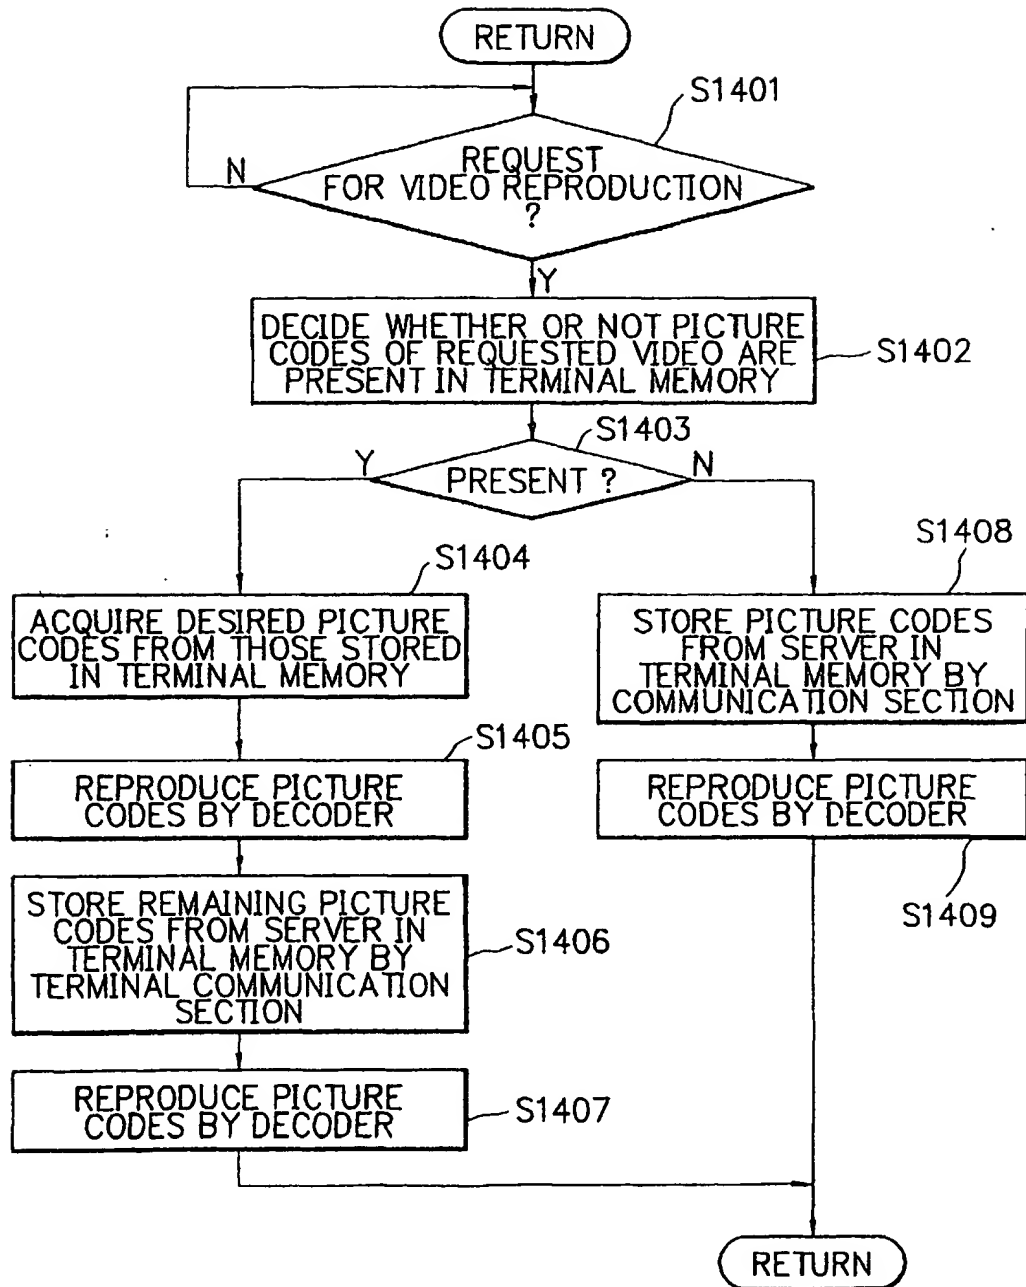 RETURN
S1401
REQUEST
FOR VIDEO REPRODUCTION
?
N
Y
DECIDE WHETHER OR NOT PICTURE
CODES OF REQUESTED VIDEO ARE
PRESENT IN TERMINAL MEMORY
S1402
S1403
Y
PRESENT ?
N
S1404
ACQUIRE DESIRED PICTURE
CODES FROM THOSE STORED
IN TERMINAL MEMORY
S1405
REPRODUCE PICTURE
CODES BY DECODER
STORE REMAINING PICTURE
CODES FROM SERVER IN
TERMINAL MEMORY BY
TERMINAL COMMUNICATION
SECTION
S1406
REPRODUCE PICTURE
CODES BY DECODER
S1407
S1408
STORE PICTURE CODES
FROM SERVER IN
TERMINAL MEMORY BY
COMMUNICATION SECTION
REPRODUCE PICTURE
CODES BY DECODER
S1409
RETURN